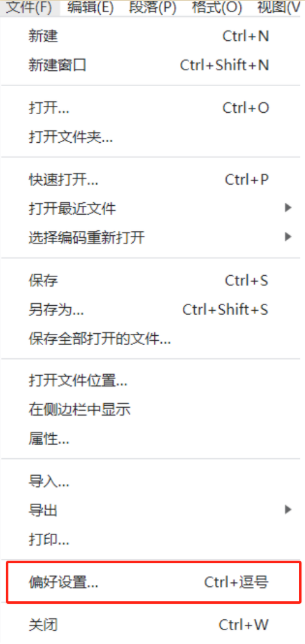 文件(F) 编辑(E) 段落(P) 格式(O) 视图(V
新建 Ctrl+N
新建窗口 Ctrl+Shift+N
打开... Ctrl+O
打开文件夹...
快速打开... Ctrl+P
打开最近文件
选择编码重新打开
保存 Ctrl+S
另存为... Ctrl+Shift+S
保存全部打开的文件...
打开文件位置...
在侧边栏中显示
属性...
导入...
导出
打印...
偏好设置... Ctrl+逗号
关闭 Ctrl+W